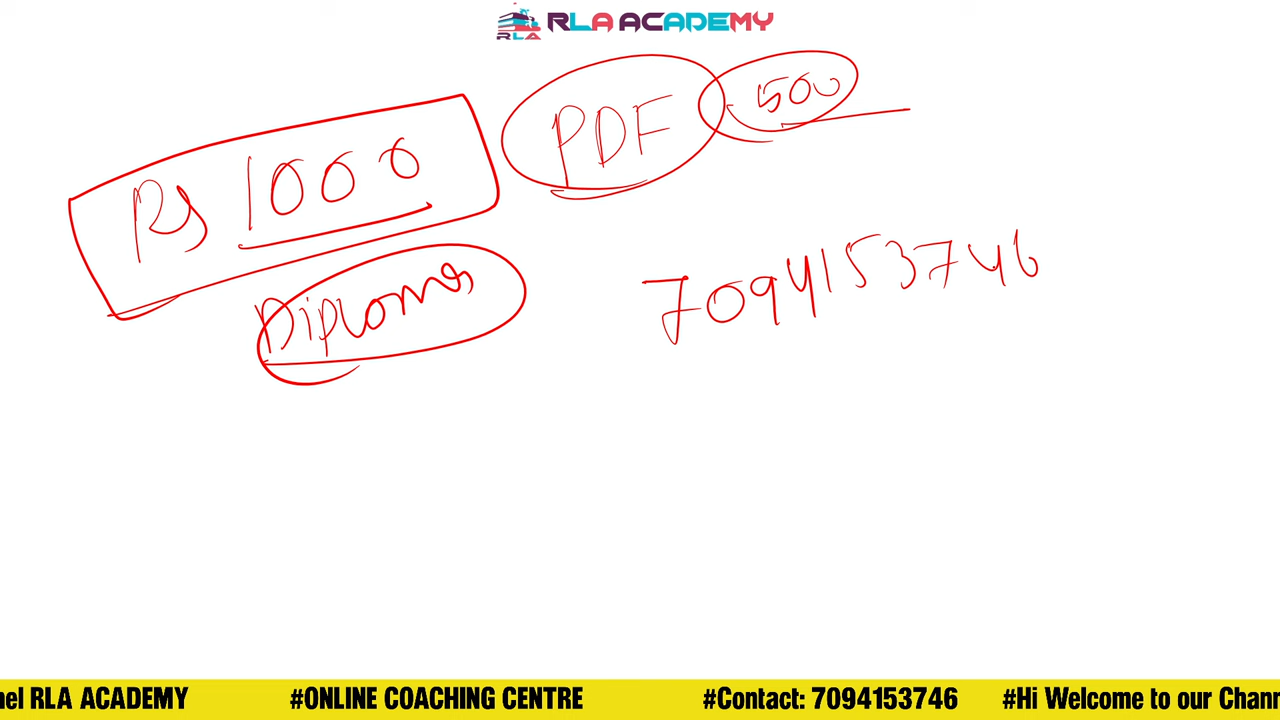 RLA
RLA ACADEMY
PDF 500
Rs 1000
Diploma
7094153746
nel RLA ACADEMY #ONLINE COACHING CENTRE #Contact: 7094153746 #Hi Welcome to our Chann